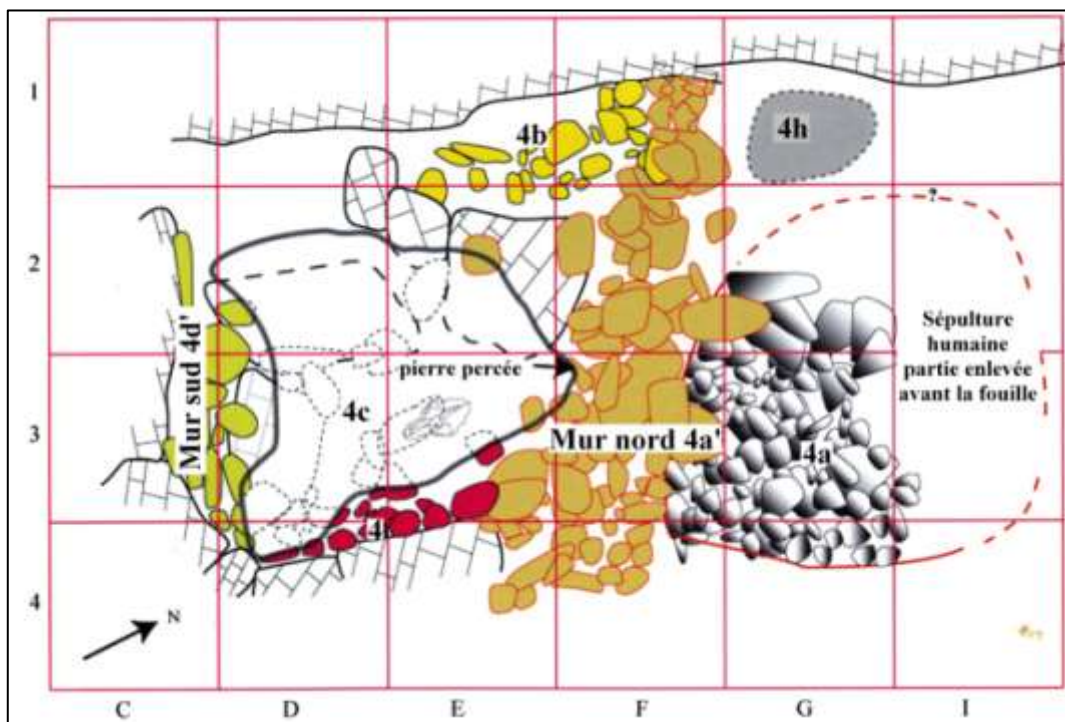 1
4b
4h
2
?
Mur sud 4d'
Sépulture
humaine
partie enlevée
avant la fouille
pierre percée
4c
3
Mur nord 4a'
4a
4
N
C D E F G I